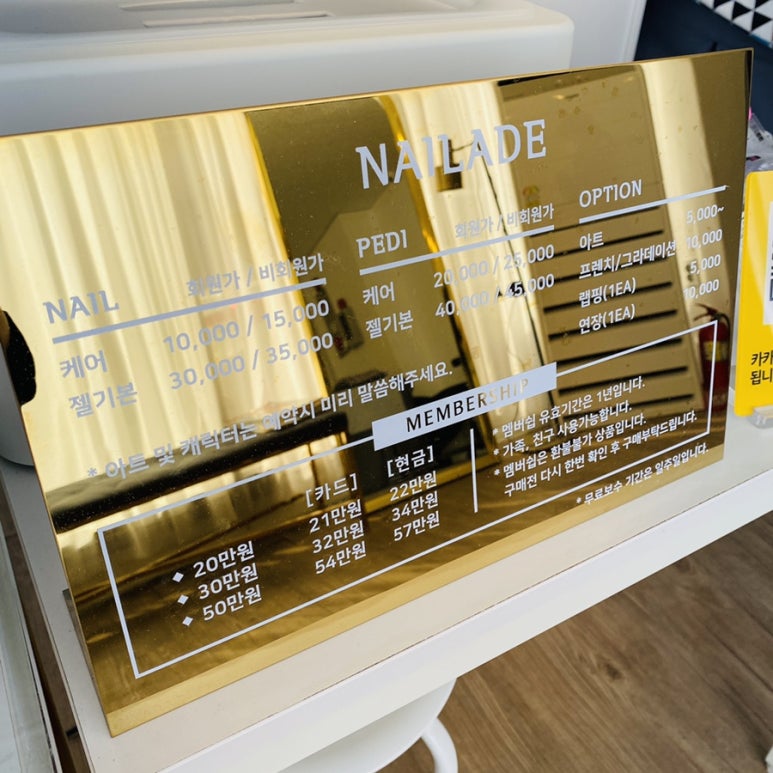 NAILADE
NAIL 회원가 / 비회원가
케어 10,000 / 15,000
젤기본 30,000 / 35,000
PEDI 회원가 / 비회원가
케어 20,000 / 25,000
젤기본 40,000 / 45,000
OPTION
아트 5,000~
프렌치/그라데이션 10,000
랩핑(1EA) 5,000
연장(1EA) 10,000
* 아트 및 캐릭터는 예약시 미리 말씀해주세요.
MEMBERSHIP
[카드] [현금]
20만원 21만원 22만원
30만원 32만원 34만원
50만원 54만원 57만원
* 멤버쉽 유효기간은 1년입니다.
* 가족, 친구 사용가능합니다.
* 멤버쉽은 환불불가 상품입니다.
구매전 다시 한번 확인 후 구매부탁드립니다.
* 무료보수 기간은 일주일입니다.
카카
됩니